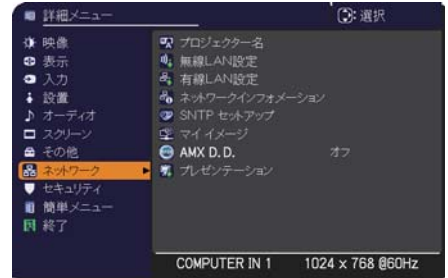 詳細メニュー
:選択
映像
表示
入力
設置
オーディオ
スクリーン
その他
ネットワーク
セキュリティ
簡単メニュー
終了
プロジェクター名
無線LAN設定
有線LAN設定
ネットワークインフォメーション
SNTP セットアップ
マイイメージ
AMX D.D. オフ
プレゼンテーション
COMPUTER IN 1 1024 x 768 @60Hz